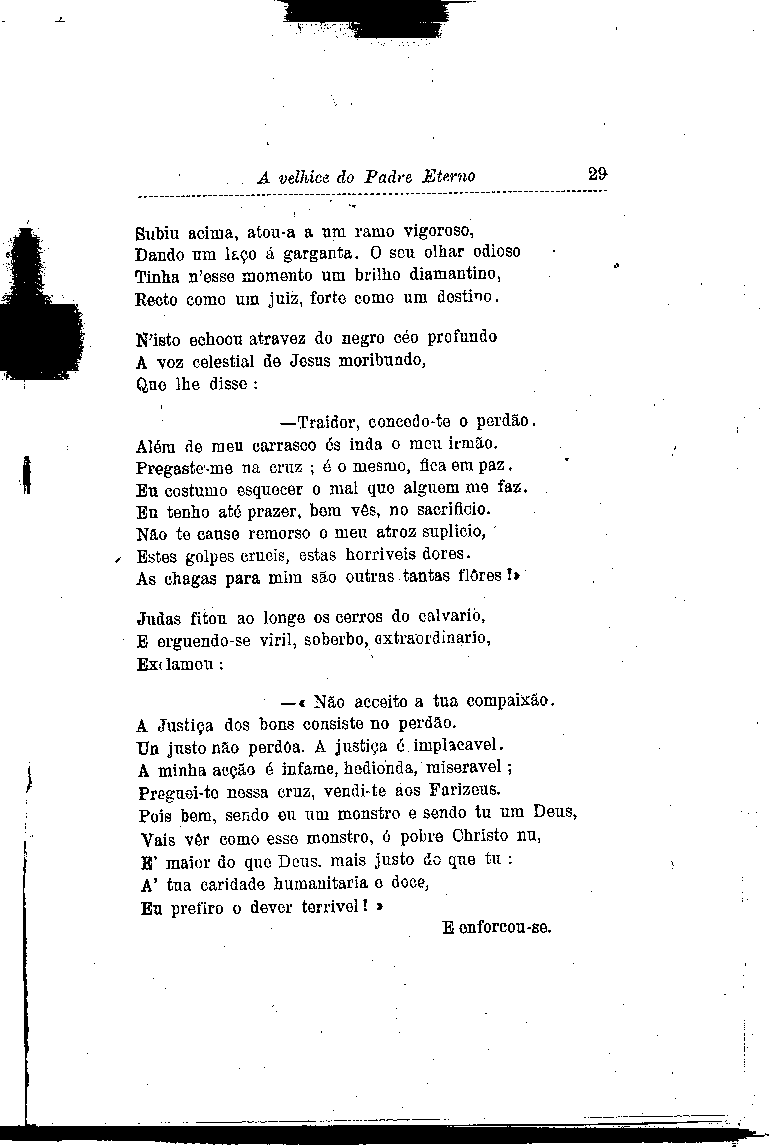 A velhice do Padre Eterno 29
Subiu acima, atou-a a um ramo vigoroso,
Dando um laço á garganta. O seu olhar odioso
Tinha n'esse momento um brilho diamantino,
Recto como um juiz, forte como um destino.
N'isto echoou atravez do negro céo profundo
A voz celestial de Jesus moribundo,
Que lhe disse :
—Traidor, concedo-te o perdão.
Além de meu carrasco és inda o meu irmão.
Pregaste-me na cruz ; é o mesmo, fica em paz.
Eu costumo esquecer o mal que alguem me faz.
Eu tenho até prazer, bem vês, no sacrificio.
Não te cause remorso o meu atroz suplicio,
Estes golpes crueis, estas horriveis dores.
As chagas para mim são outras tantas flôres !»
Judas fitou ao longe os cerros do calvario,
E erguendo-se viril, soberbo, extraordinario,
Exclamou :
—« Não acceito a tua compaixão.
A Justiça dos bons consiste no perdão.
Un justo não perdôa. A justiça é implacavel.
A minha acção é infame, hedionda, miseravel ;
Preguei-te nessa cruz, vendi-te aos Farizeus.
Pois bem, sendo eu um monstro e sendo tu um Deus,
Vais vêr como esse monstro, ó pobre Christo nu,
E' maior do que Deus. mais justo do que tu :
A' tua caridade humanitaria e doce,
Eu prefiro o dever terrivel ! »
E enforcou-se.